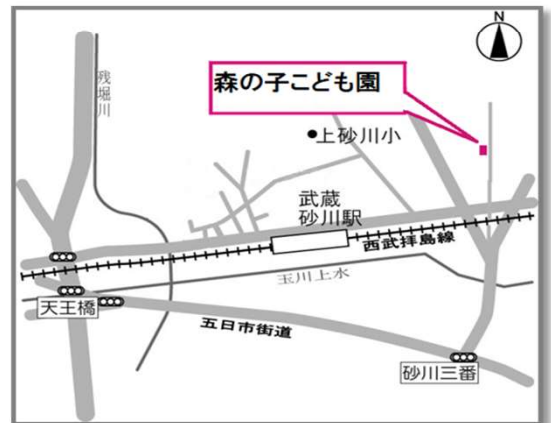 N
森の子こども園
残堀川
上砂川小
武蔵
砂川駅
西武拝島線
玉川上水
天王橋
五日市街道
砂川三番